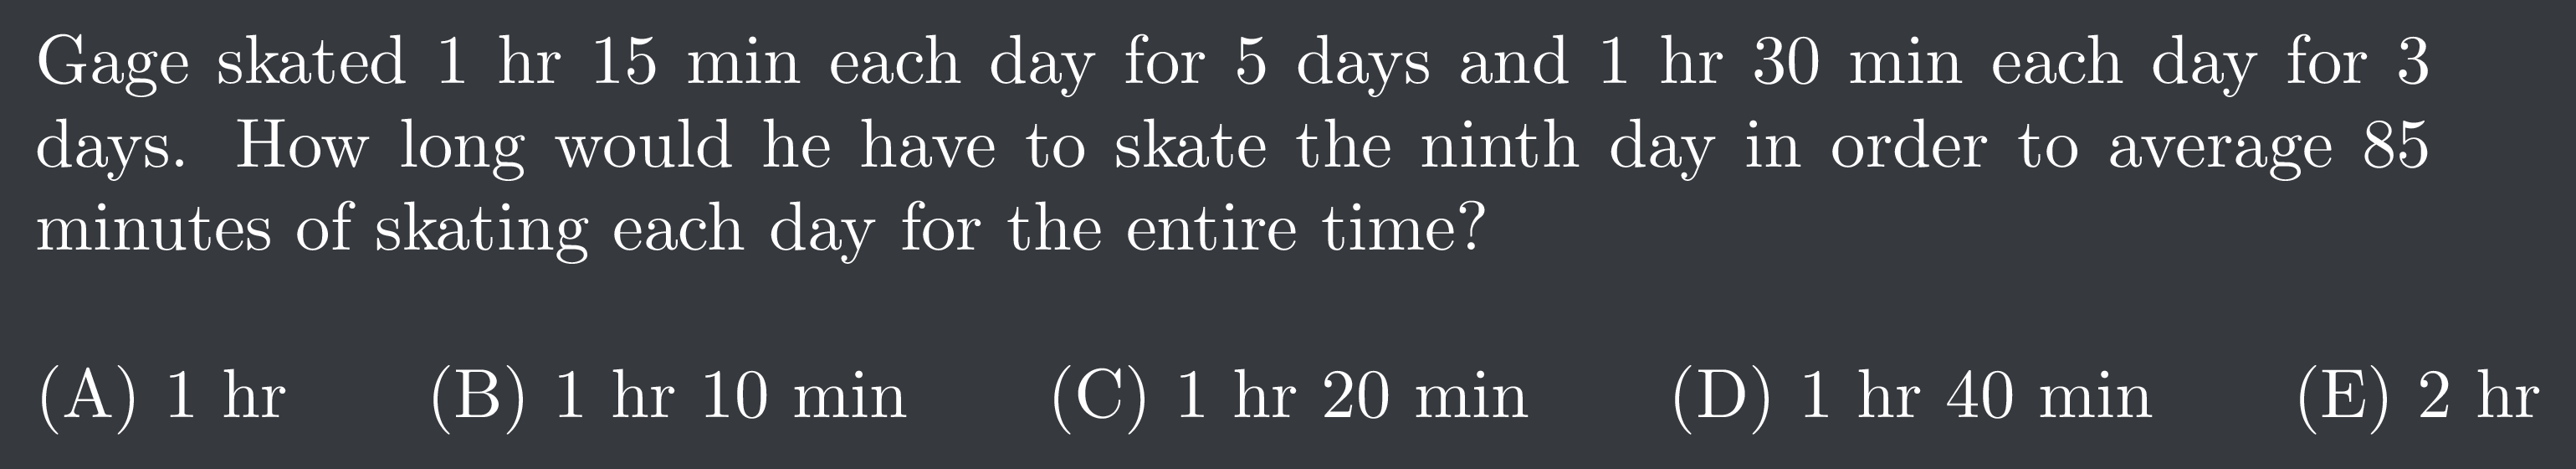 Gage skated 1 hr 15 min each day for 5 days and 1 hr 30 min each day for 3
days. How long would he have to skate the ninth day in order to average 85
minutes of skating each day for the entire time?
(A) 1 hr (B) 1 hr 10 min (C) 1 hr 20 min (D) 1 hr 40 min (E) 2 hr